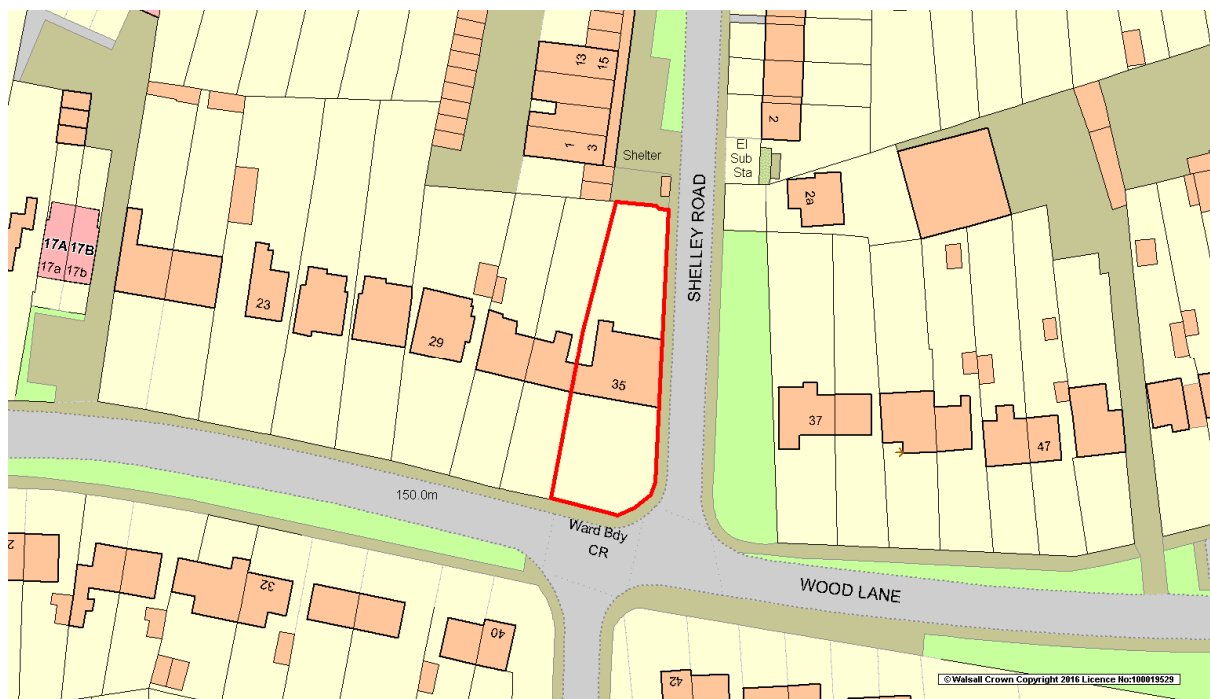 13
15
1
3
Shelter
2
El
Sub
Sta
2a
SHELLEY ROAD
17A 17B
17a 17b
23
29
35
37
47
150.0m
Ward Bdy
CR
WOOD LANE
32
40
42
© Walsall Crown Copyright 2016 Licence No:100019529